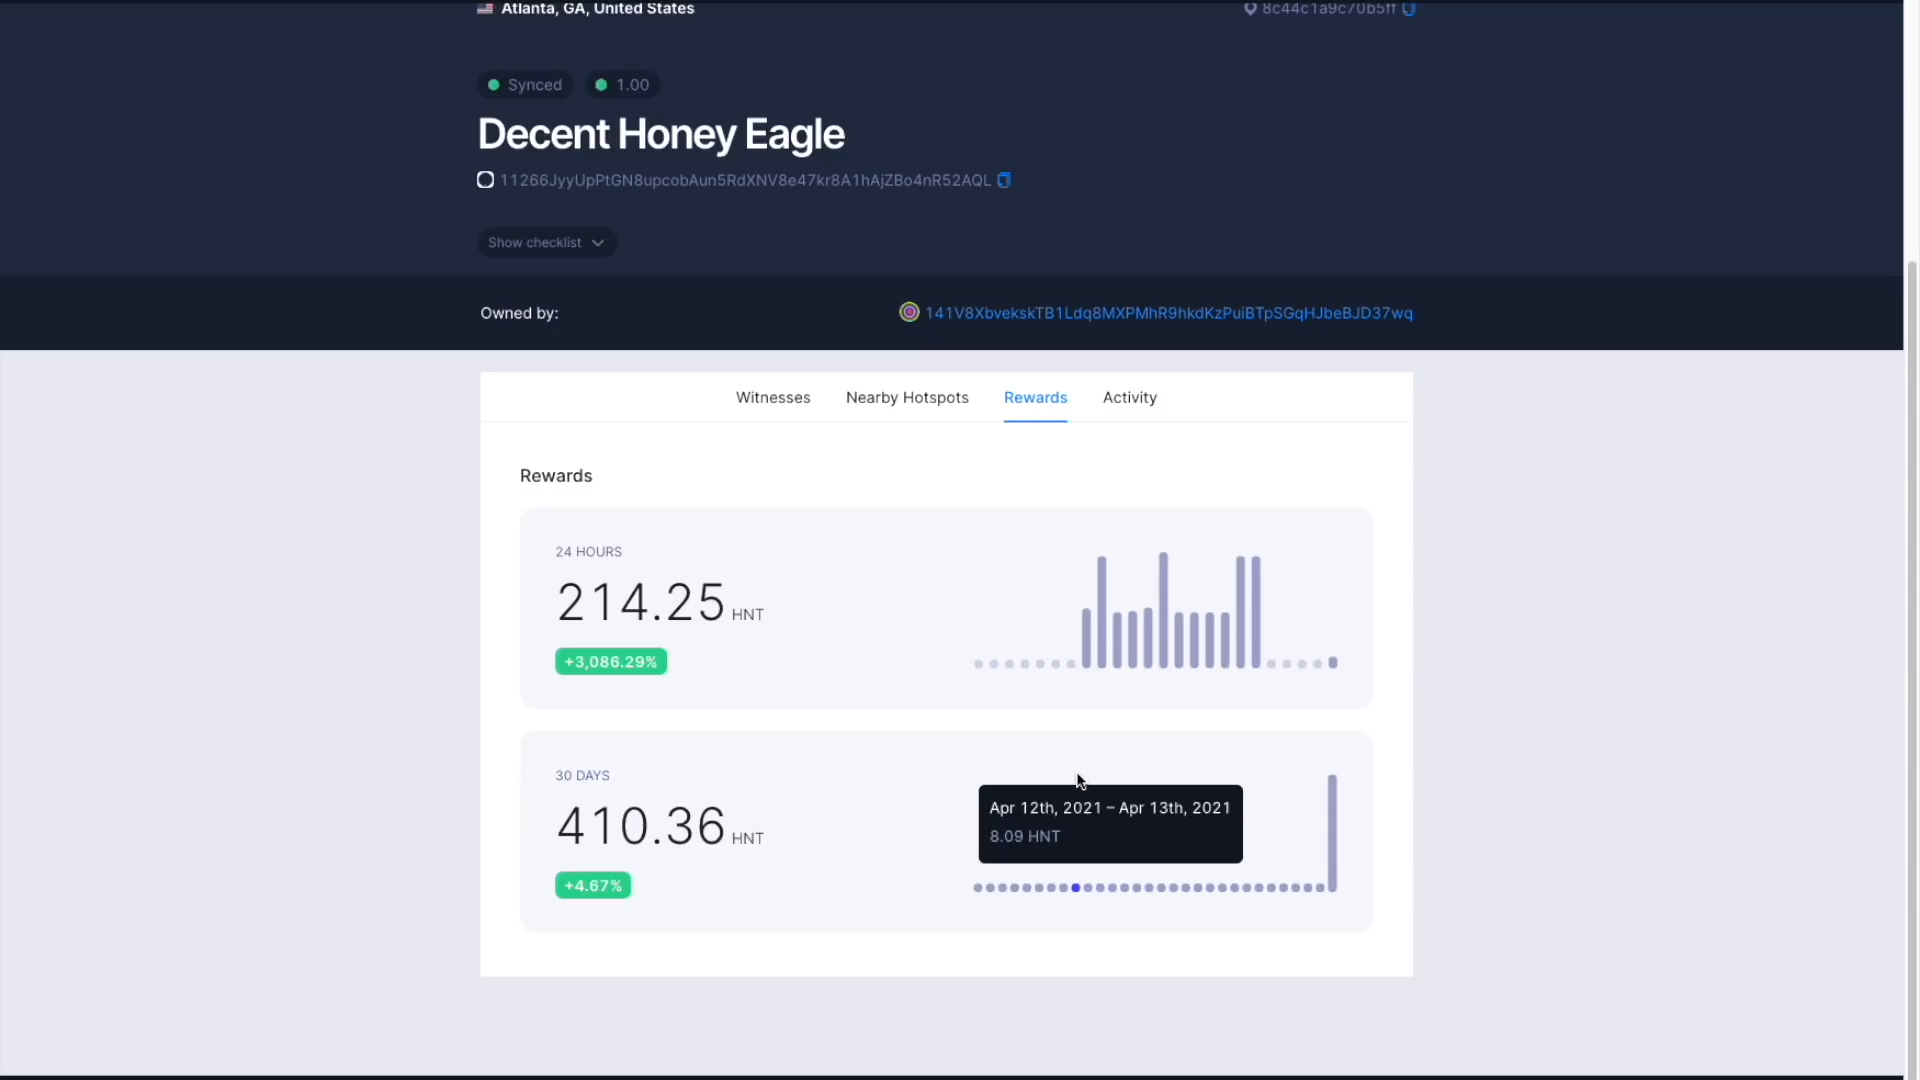 Atlanta, GA, United States
8c44c1a9c70b5ff
Synced
1.00
Decent Honey Eagle
11266JyyUpPtGN8upcobAun5RdXNV8e47kr8A1hAjZBo4nR52AQL
Show checklist
Owned by:
141V8XbvekskTB1Ldq8MXPMhR9hkdKzPuiBTpSGqHJbeBJD37wq
Witnesses
Nearby Hotspots
Rewards
Activity
Rewards
24 HOURS
214.25 HNT
+3,086.29%
30 DAYS
410.36 HNT
+4.67%
Apr 12th, 2021 – Apr 13th, 2021
8.09 HNT